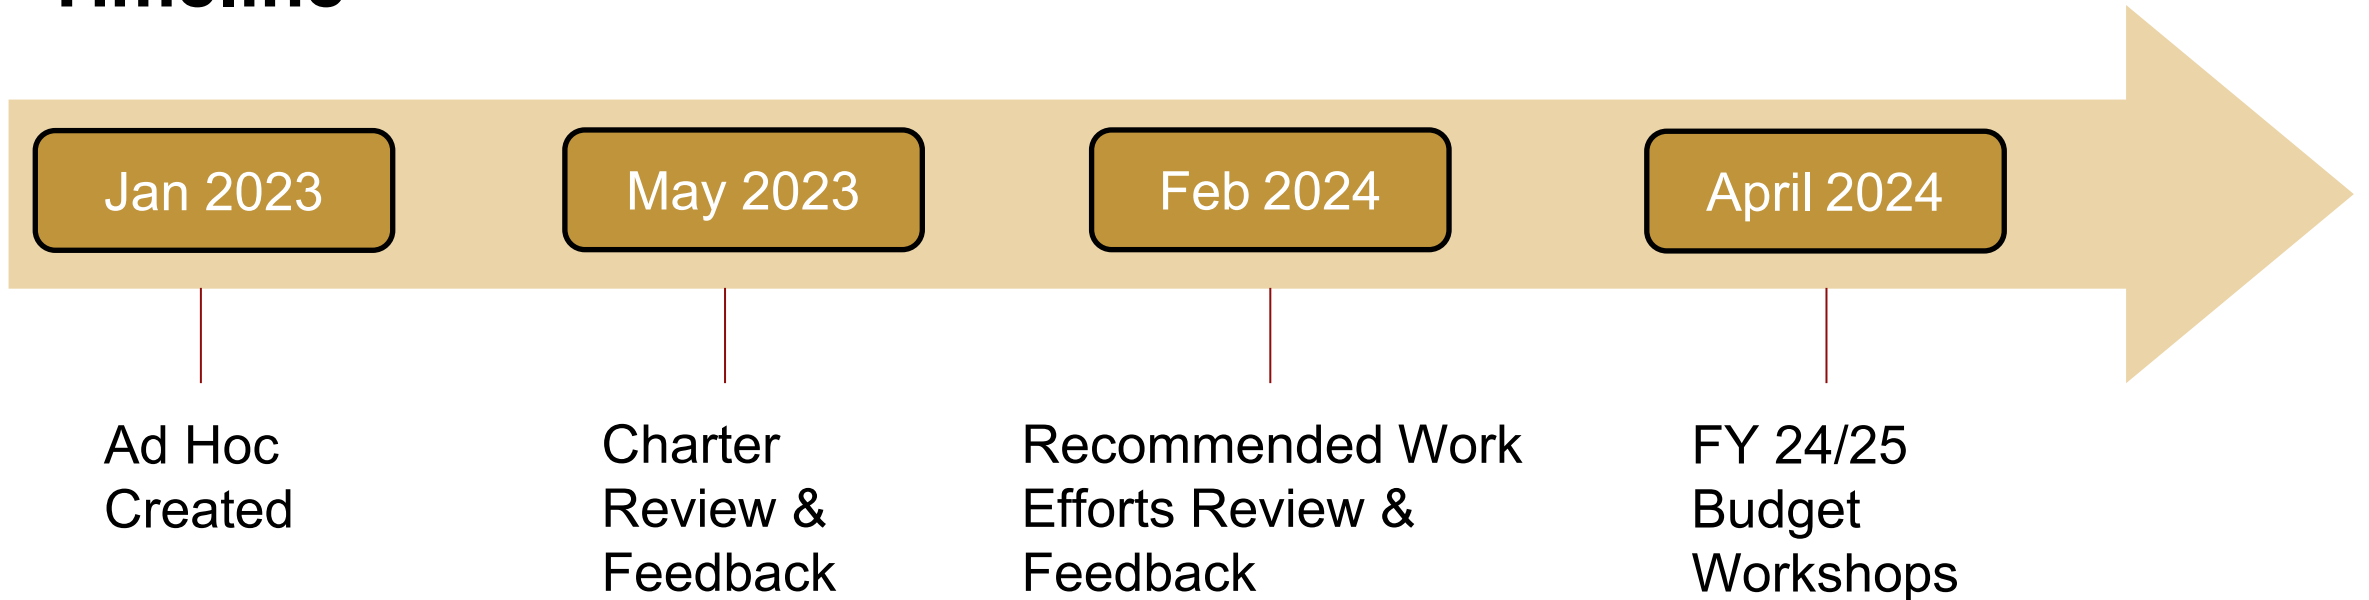 Timeline
Jan 2023
May 2023
Feb 2024
April 2024
Ad Hoc
Created
Charter
Review &
Feedback
Recommended Work
Efforts Review &
Feedback
FY 24/25
Budget
Workshops